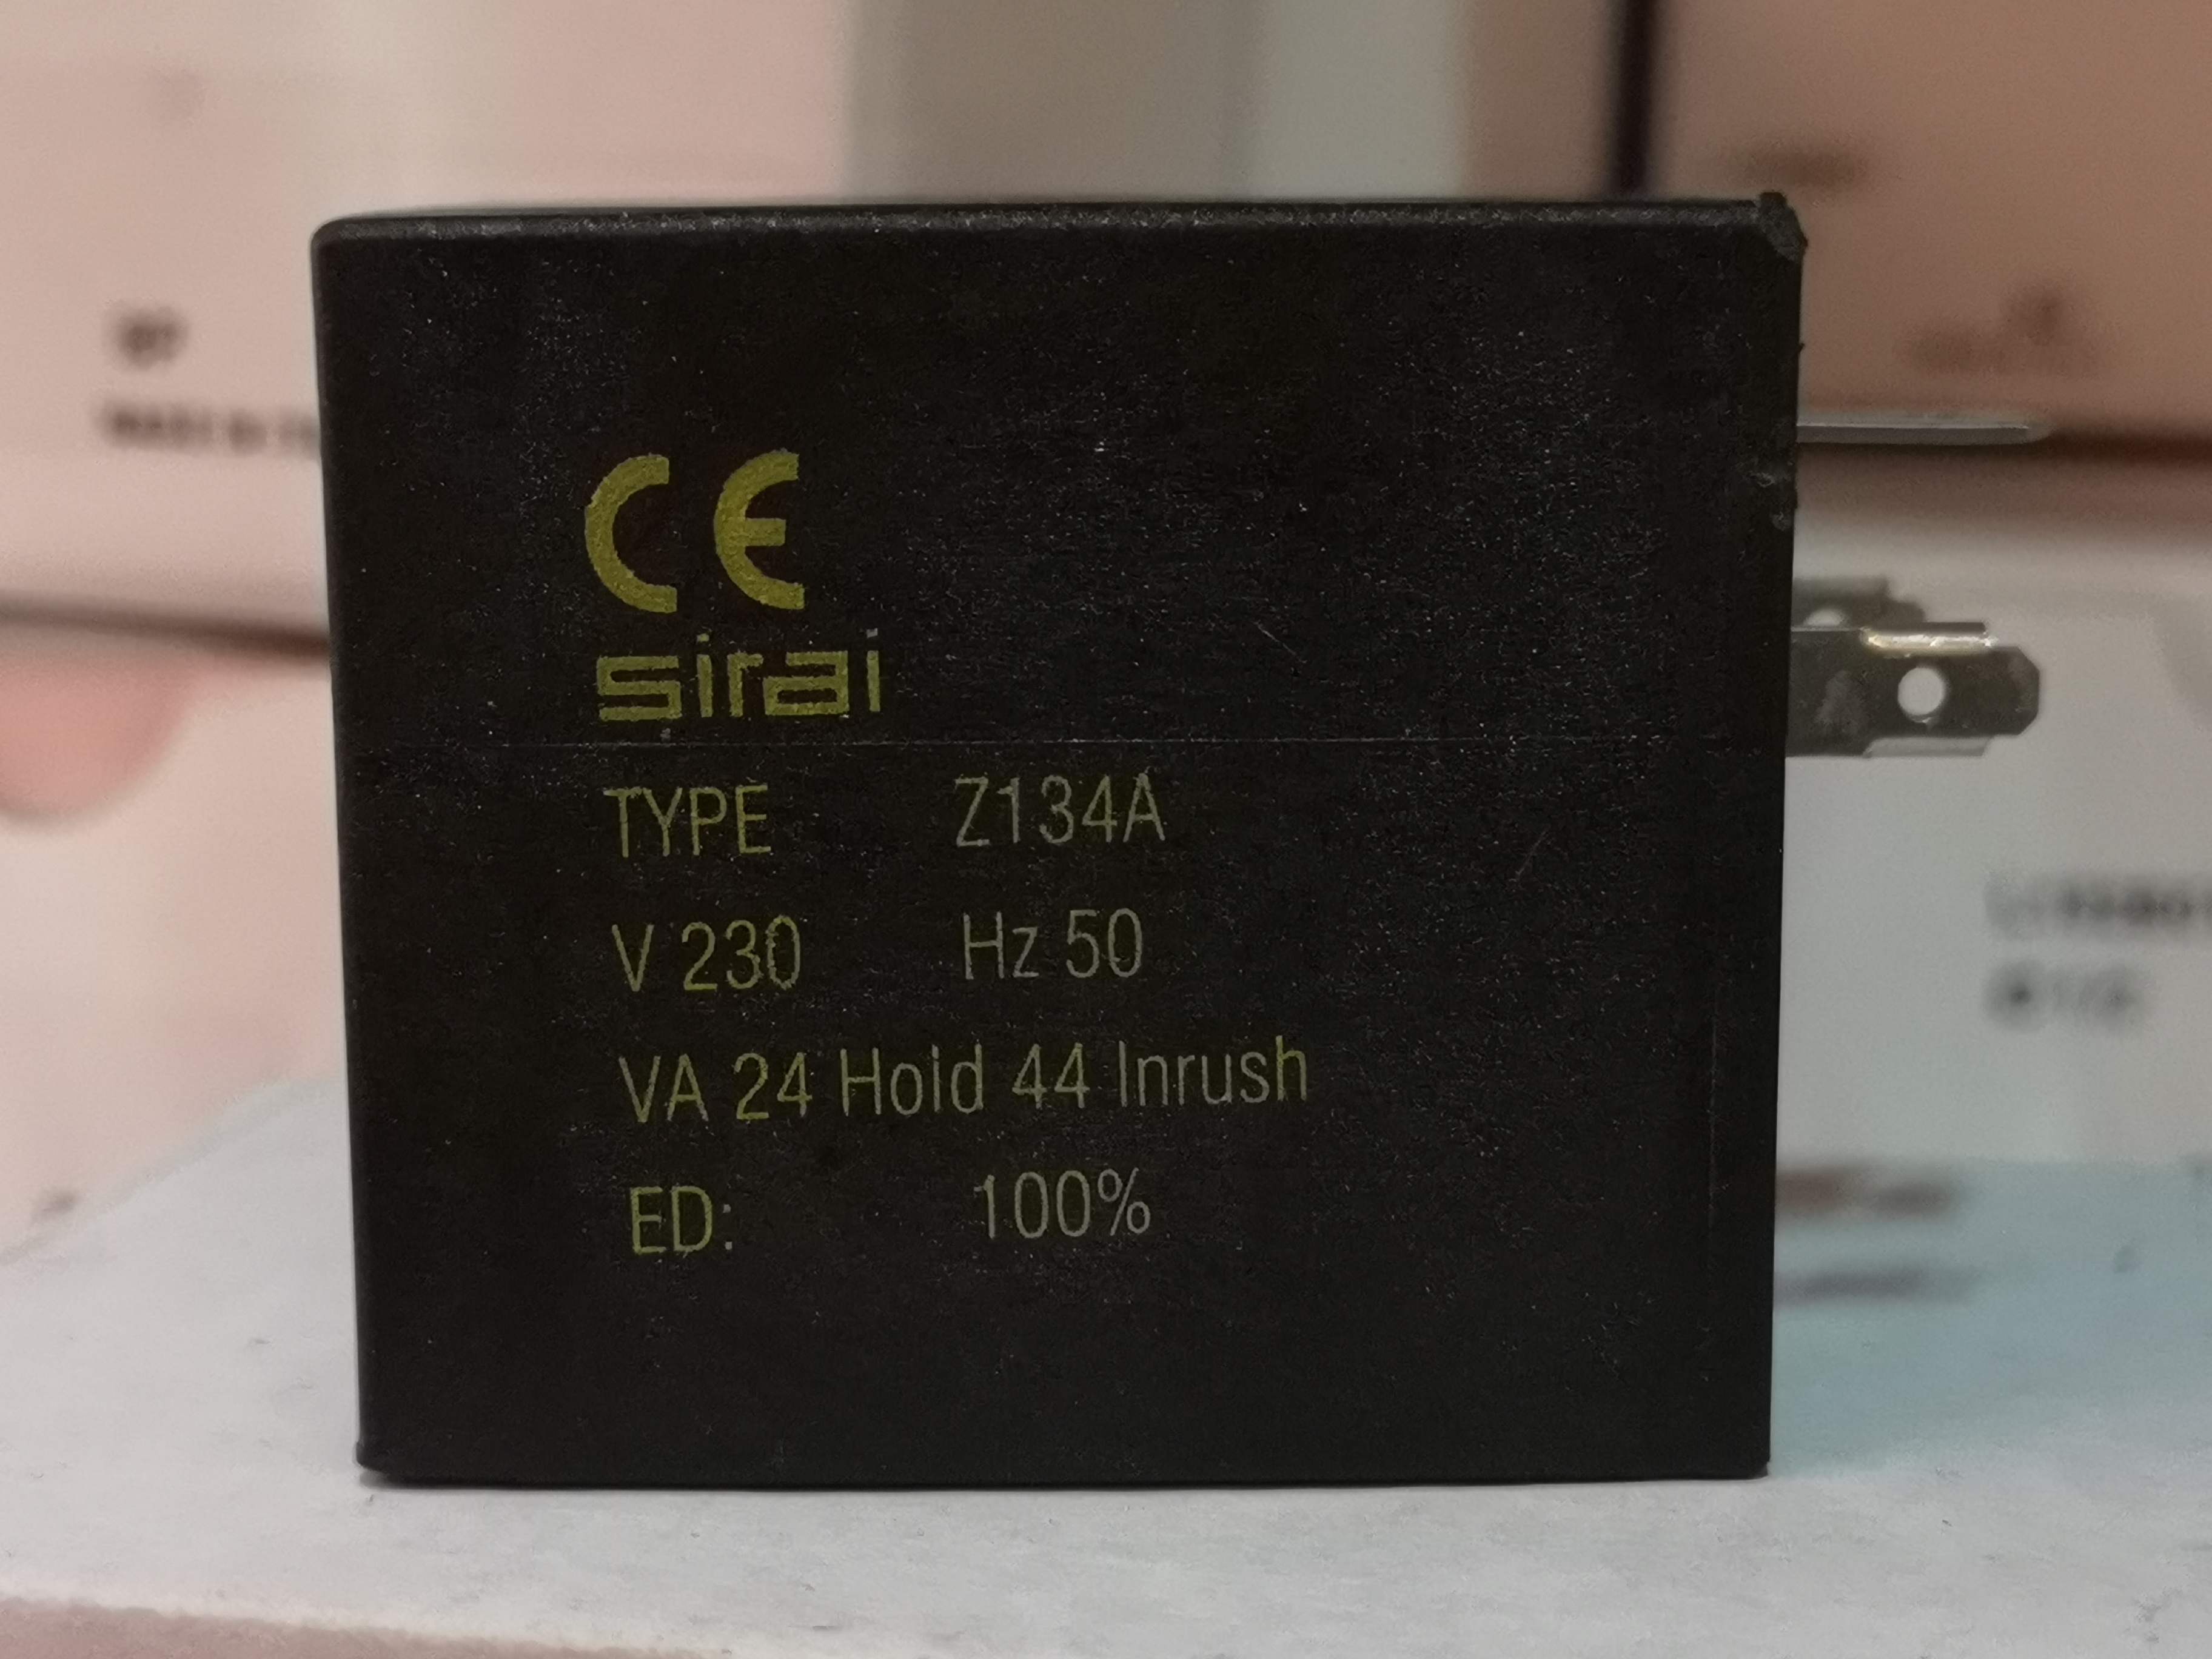 CE
sirai
TYPE Z134A
V 230 Hz 50
VA 24 Hold 44 Inrush
ED: 100%